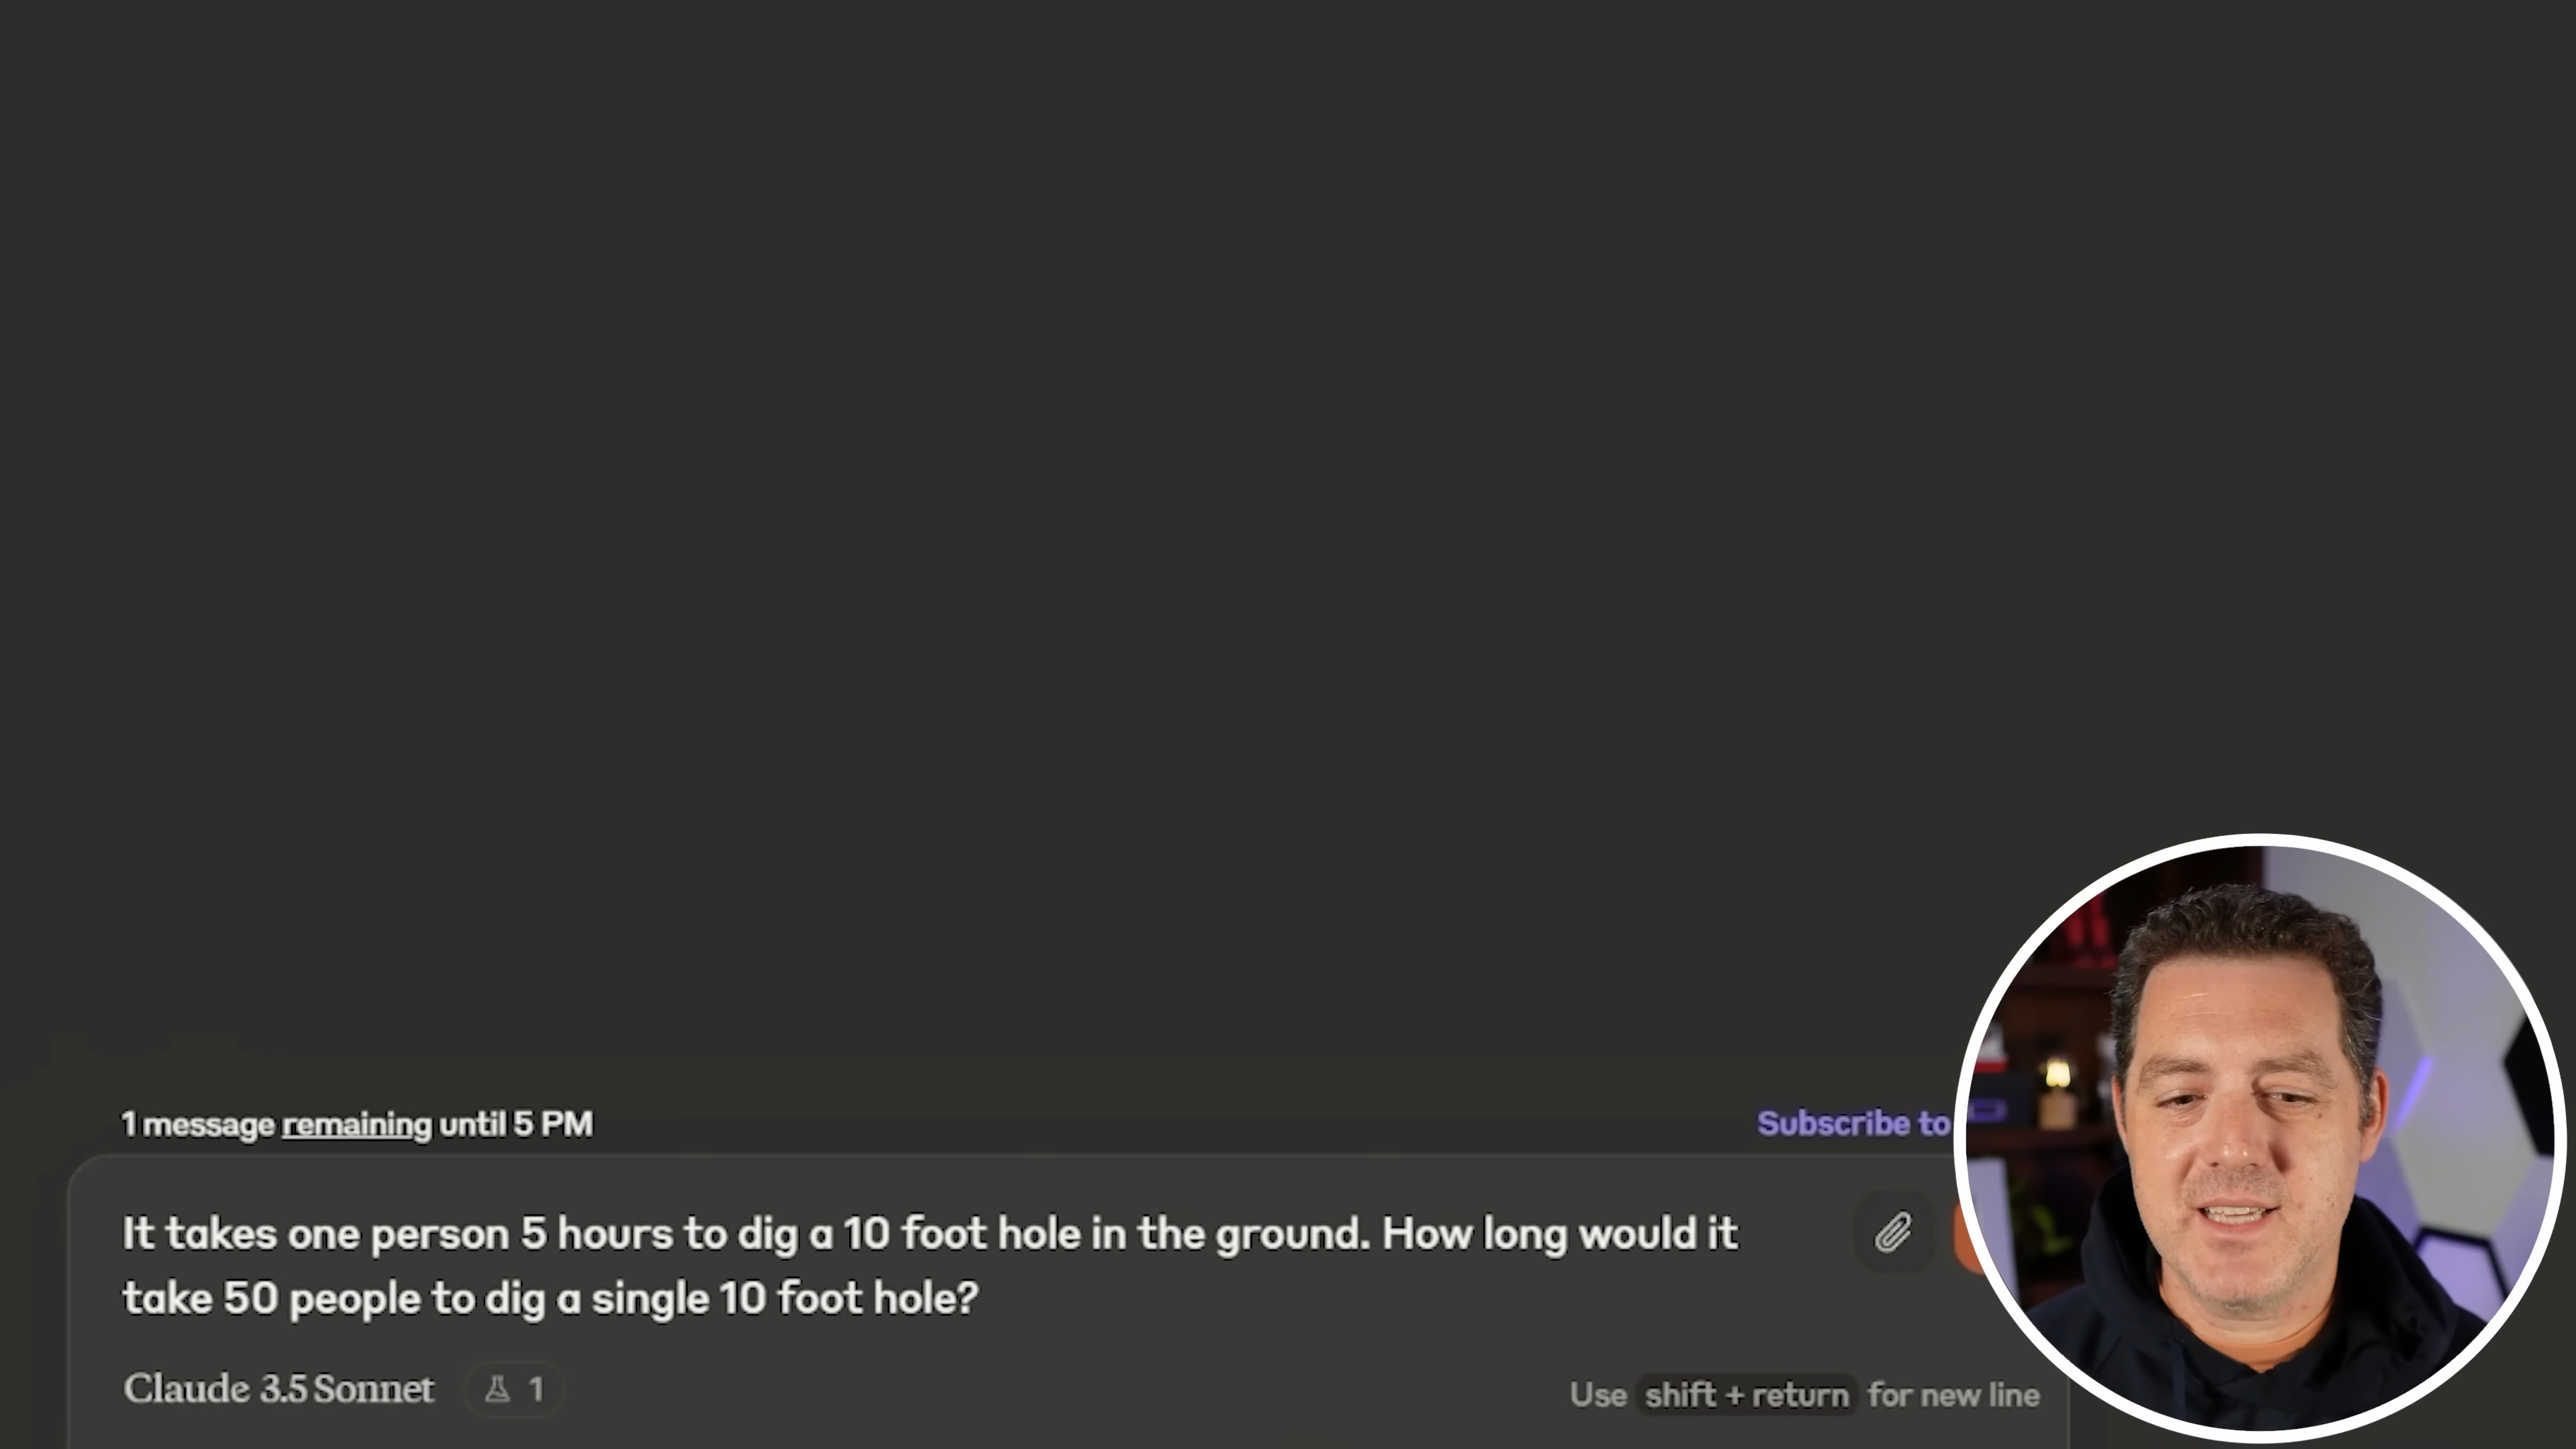 1 message remaining until 5 PM
Subscribe to
It takes one person 5 hours to dig a 10 foot hole in the ground. How long would it
take 50 people to dig a single 10 foot hole?
Claude 3.5 Sonnet
1
Use shift + return for new line